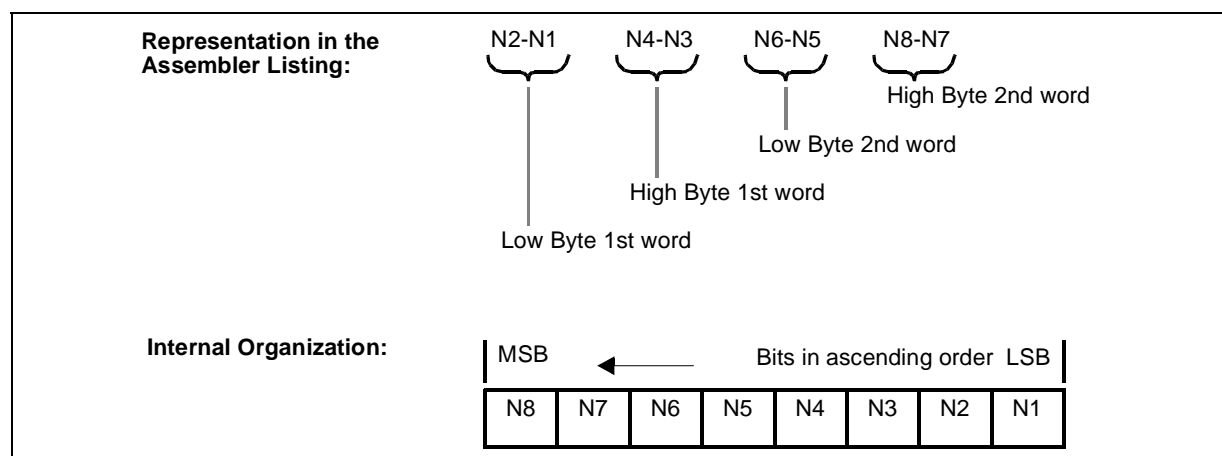 Representation in the
Assembler Listing:
N2-N1 N4-N3 N6-N5 N8-N7
High Byte 2nd word
Low Byte 2nd word
High Byte 1st word
Low Byte 1st word
Internal Organization:
MSB Bits in ascending order LSB
N8 N7 N6 N5 N4 N3 N2 N1